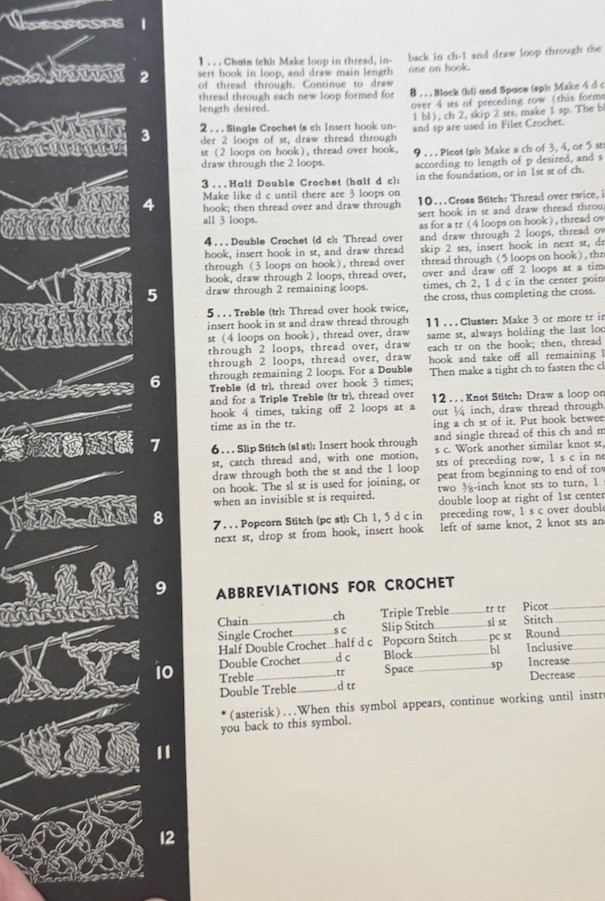 1
2
3
4
5
6
7
8
9
10
11
12
1...Chain (ch): Make loop in thread, in-
sert hook in loop, and draw main length
of thread through. Continue to draw
thread through each new loop formed for
length desired.
2...Single Crochet (s c): Insert hook un-
der 2 loops of st, draw thread through
st (2 loops on hook), thread over hook,
draw through the 2 loops.
3...Half Double Crochet (half d c):
Make like d c until there are 3 loops on
hook; then thread over and draw through
all 3 loops.
4...Double Crochet (d c): Thread over
hook, insert hook in st, and draw thread
through (3 loops on hook), thread over
hook, draw through 2 loops, thread over,
draw through 2 remaining loops.
5...Treble (tr): Thread over hook twice,
insert hook in st and draw thread through
st (4 loops on hook), thread over, draw
through 2 loops, thread over, draw
through 2 loops, thread over, draw
through remaining 2 loops. For a Double
Treble (d tr), thread over hook 3 times;
and for a Triple Treble (tr tr), thread over
hook 4 times, taking off 2 loops at a
time as in the tr.
6...Slip Stitch (sl st): Insert hook through
st, catch thread and, with one motion,
draw through both the st and the 1 loop
on hook. The sl st is used for joining, or
when an invisible st is required.
7...Popcorn Stitch (pc st): Ch 1, 5 d c in
next st, drop st from hook, insert hook
back in ch-1 and draw loop through the
one on hook.
8...Block (bl) and Space (sp): Make 4 d c
over 4 sts of preceding row (this forms
1 bl), ch 2, skip 2 sts, make 1 sp. The bl
and sp are used in Filet Crochet.
9...Picot (p): Make a ch of 3, 4, or 5 st
according to length of p desired, and s
in the foundation, or in 1st st of ch.
10...Cross Stitch: Thread over twice, i
sert hook in st and draw thread throu
as for a tr (4 loops on hook), thread ov
and draw through 2 loops, thread ov
skip 2 sts, insert hook in next st, dr
thread through (5 loops on hook), thr
over and draw off 2 loops at a tim
times, ch 2, 1 d c in the center poin
the cross, thus completing the cross.
11...Cluster: Make 3 or more tr in
same st, always holding the last loo
each tr on the hook; then, thread
hook and take off all remaining l
Then make a tight ch to fasten the cl
12...Knot Stitch: Draw a loop on
out ¼ inch, draw thread through,
ing a ch st of it. Put hook betwee
and single thread of this ch and m
s c. Work another similar knot st,
sts of preceding row, 1 s c in ne
peat from beginning to end of row
two ⅜-inch knot sts to turn, 1
double loop at right of 1st center
preceding row, 1 s c over double
left of same knot, 2 knot sts and
ABBREVIATIONS FOR CROCHET
Chain ch
Single Crochet s c
Half Double Crochet half d c
Double Crochet d c
Treble tr
Double Treble d tr
Triple Treble tr tr
Slip Stitch sl st
Popcorn Stitch pc st
Block bl
Space sp
Picot
Stitch
Round
Inclusive
Increase
Decrease
* (asterisk)...When this symbol appears, continue working until instru
you back to this symbol.